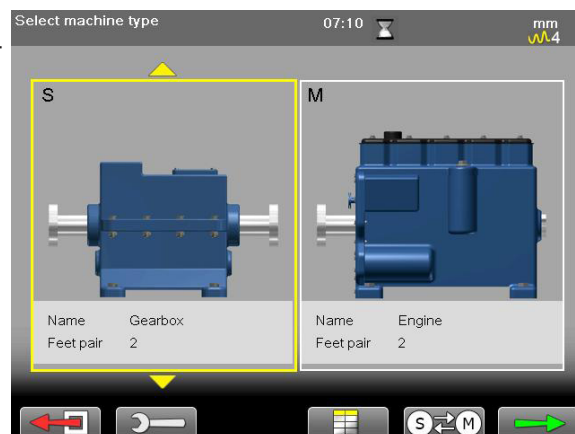 Select machine type 07:10 mm
4
S M
Name Gearbox Name Engine
Feet pair 2 Feet pair 2
S M